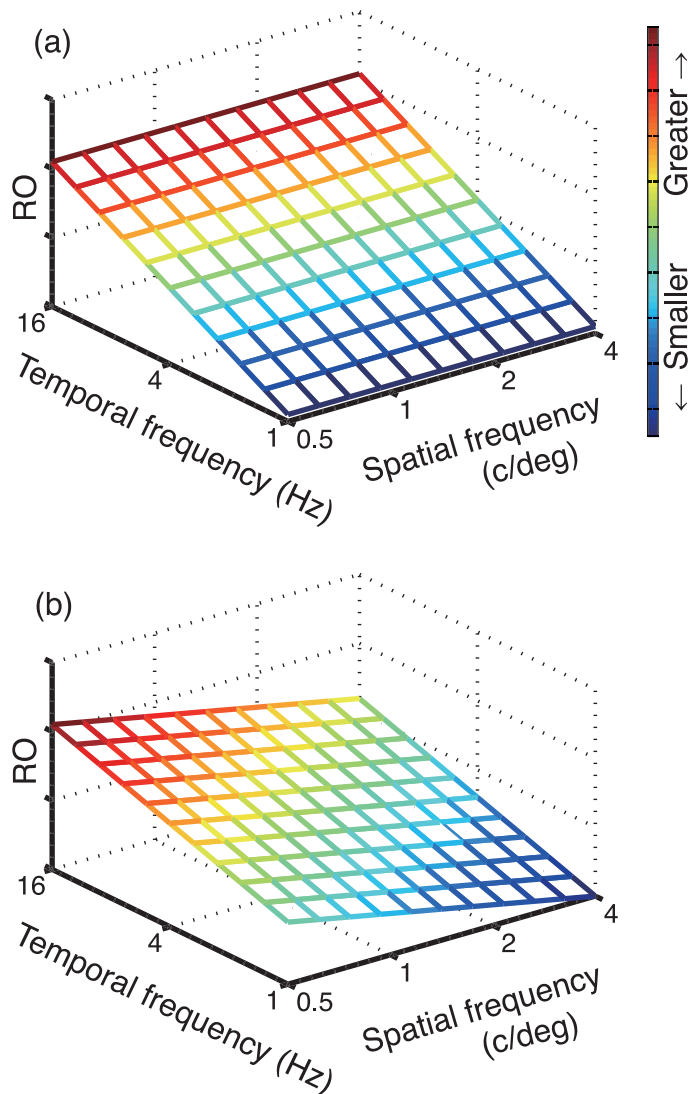 (a)
RO
16
4
1
Temporal frequency (Hz)
0.5
1
2
4
Spatial frequency
(c/deg)
← Smaller   Greater →
(b)
RO
16
4
1
Temporal frequency (Hz)
0.5
1
2
4
Spatial frequency
(c/deg)